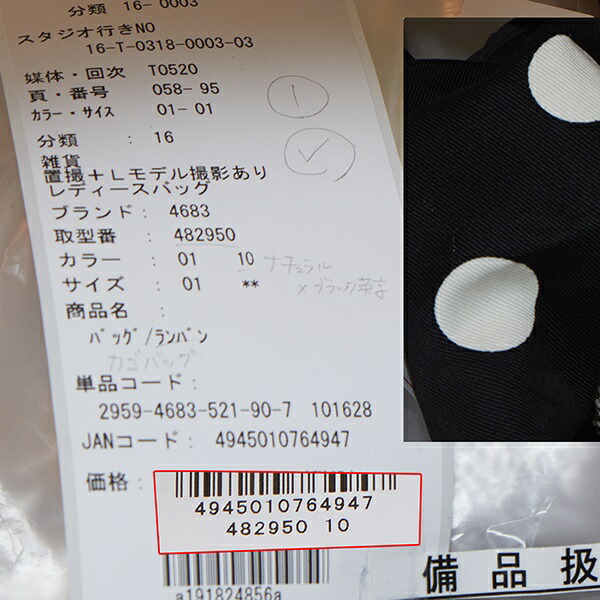 分類 16- 0003
スタジオ行きNO
16-T-0318-0003-03
媒体・回次 T0520
頁・番号 058- 95
カラー・サイズ 01- 01
①
分類 : 16
雑貨
置撮+Lモデル撮影あり
レディースバッグ
ブランド: 4683
取型番 : 482950
カラー : 01 10 ナチュラル
×ブラック革字
サイズ : 01 **
商品名 :
バッグ/ランバン
カゴバッグ
単品コード:
2959-4683-521-90-7 101628
JANコード: 4945010764947
価格:
4945010764947
482950 10
a191824856a
備品扱